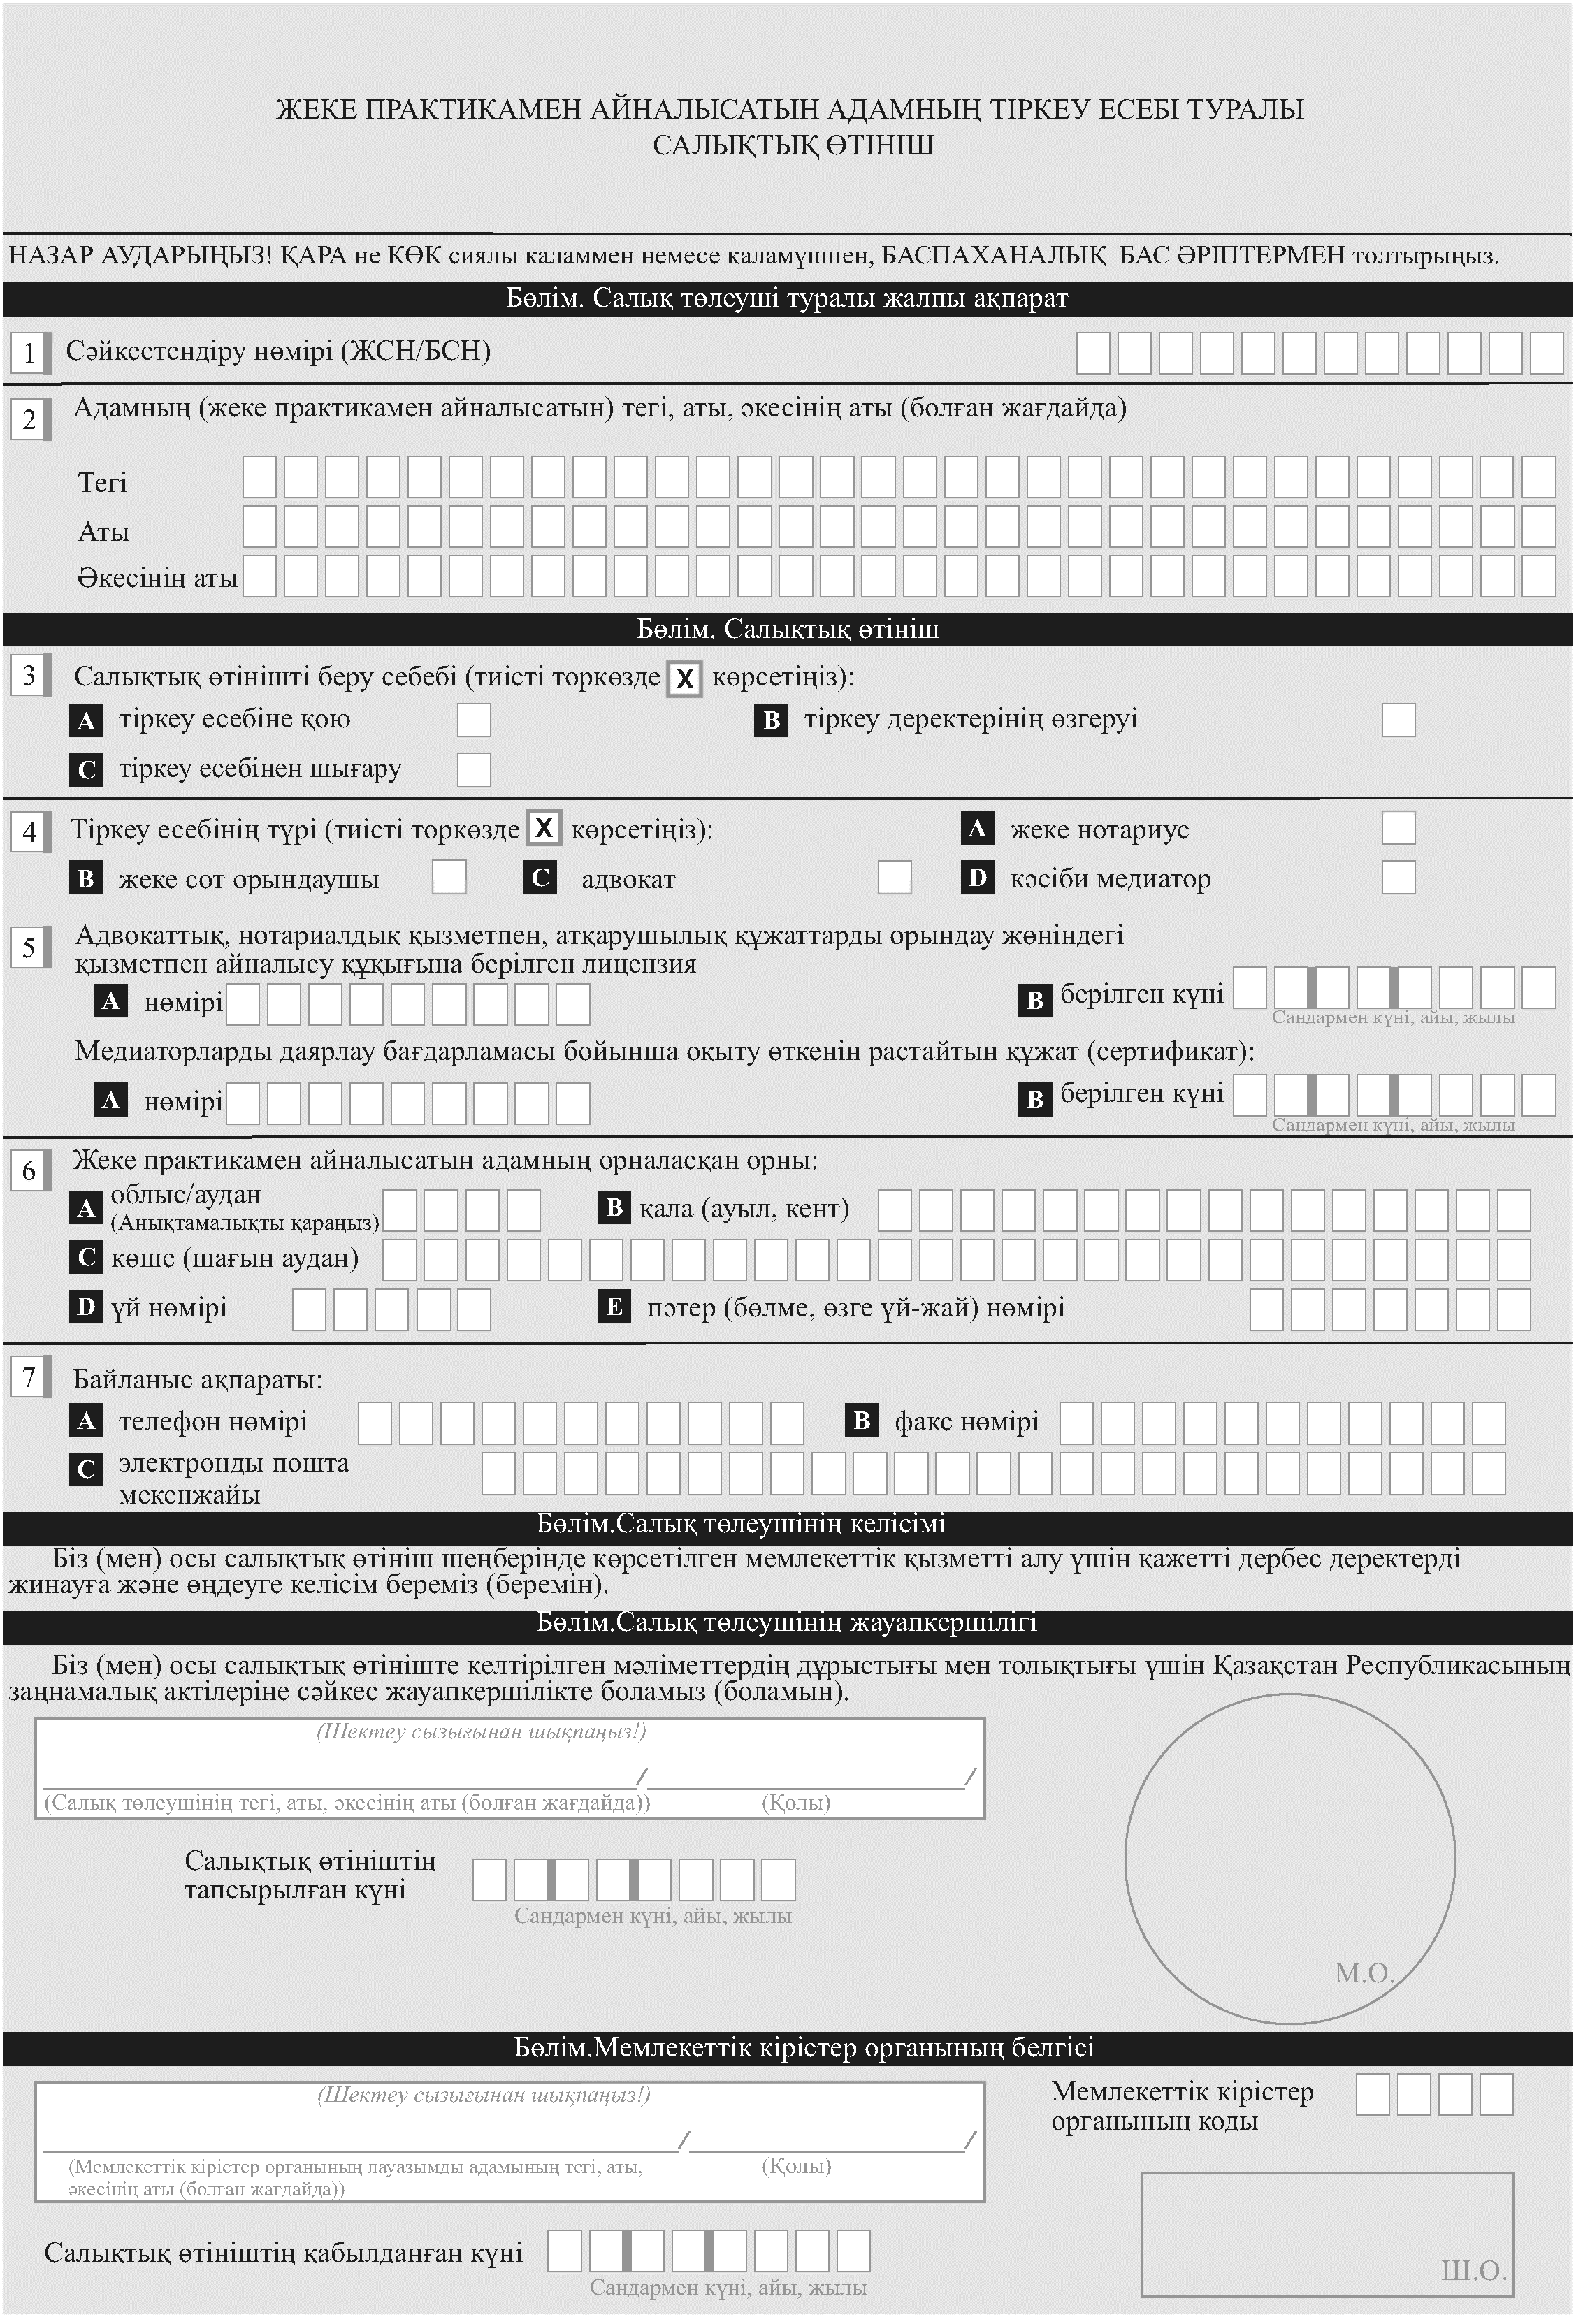 ЖЕКЕ ПРАКТИКАМЕН АЙНАЛЫСАТЫН АДАМНЫҢ ТІРКЕУ ЕСЕБІ ТУРАЛЫ
САЛЫҚТЫҚ ӨТІНІШ
НАЗАР АУДАРЫҢЫЗ! ҚАРА не КӨК сиялы каламмен немесе қаламұшпен, БАСПАХАНАЛЫҚ БАС ӘРІПТЕРМЕН толтырыңыз.
Бөлім. Салық төлеуші туралы жалпы ақпарат
1 Сәйкестендіру нөмірі (ЖСН/БСН)
2 Адамның (жеке практикамен айналысатын) тегі, аты, әкесінің аты (болған жағдайда)
Тегі
Аты
Әкесінің аты
Бөлім. Салықтық өтініш
3 Салықтық өтінішті беру себебі (тиісті торкөзде X көрсетіңіз):
A тіркеу есебіне қою B тіркеу деректерінің өзгеруі
C тіркеу есебінен шығару
4 Тіркеу есебінің түрі (тиісті торкөзде X көрсетіңіз): A жеке нотариус
B жеке сот орындаушы C адвокат D кәсіби медиатор
5 Адвокаттық, нотариалдық қызметпен, атқарушылық құжаттарды орындау жөніндегі
қызметпен айналысу құқығына берілген лицензия
A нөмірі B берілген күні
Сандармен күні, айы, жылы
Медиаторларды даярлау бағдарламасы бойынша оқыту өткенін растайтын құжат (сертификат):
A нөмірі B берілген күні
Сандармен күні, айы, жылы
6 Жеке практикамен айналысатын адамның орналасқан орны:
A облыс/аудан B қала (ауыл, кент)
(Анықтамалықты қараңыз)
C көше (шағын аудан)
D үй нөмірі E пәтер (бөлме, өзге үй-жай) нөмірі
7 Байланыс ақпараты:
A телефон нөмірі B факс нөмірі
C электронды пошта
мекенжайы
Бөлім.Салық төлеушінің келісімі
Біз (мен) осы салықтық өтініш шеңберінде көрсетілген мемлекеттік қызметті алу үшін қажетті дербес деректерді
жинауға және өңдеуге келісім береміз (беремін).
Бөлім.Салық төлеушінің жауапкершілігі
Біз (мен) осы салықтық өтініште келтірілген мәліметтердің дұрыстығы мен толықтығы үшін Қазақстан Республикасының
заңнамалық актілеріне сәйкес жауапкершілікте боламыз (боламын).
(Шектеу сызығынан шықпаңыз!)
/ /
(Салық төлеушінің тегі, аты, әкесінің аты (болған жағдайда)) (Қолы)
Салықтық өтініштің
тапсырылған күні
Сандармен күні, айы, жылы
М.О.
Бөлім.Мемлекеттік кірістер органының белгісі
(Шектеу сызығынан шықпаңыз!)
Мемлекеттік кірістер
органының коды
/ /
(Мемлекеттік кірістер органының лауазымды адамының тегі, аты, (Қолы)
әкесінің аты (болған жағдайда))
Салықтық өтініштің қабылданған күні
Сандармен күні, айы, жылы
Ш.О.